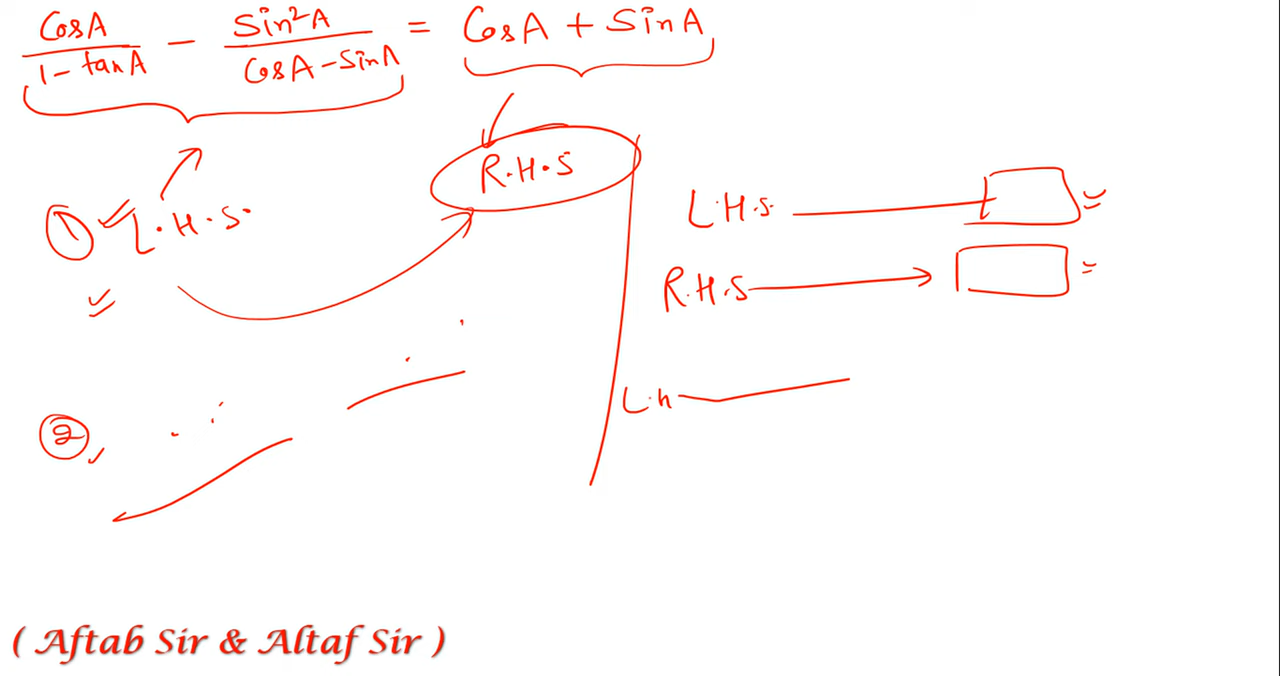 CosA / 1 - tanA - Sin²A / CosA - SinA = CosA + SinA
R.H.S
① L.H.S.
L.H.S.
R.H.S
②
L.h
( Aftab Sir & Altaf Sir )